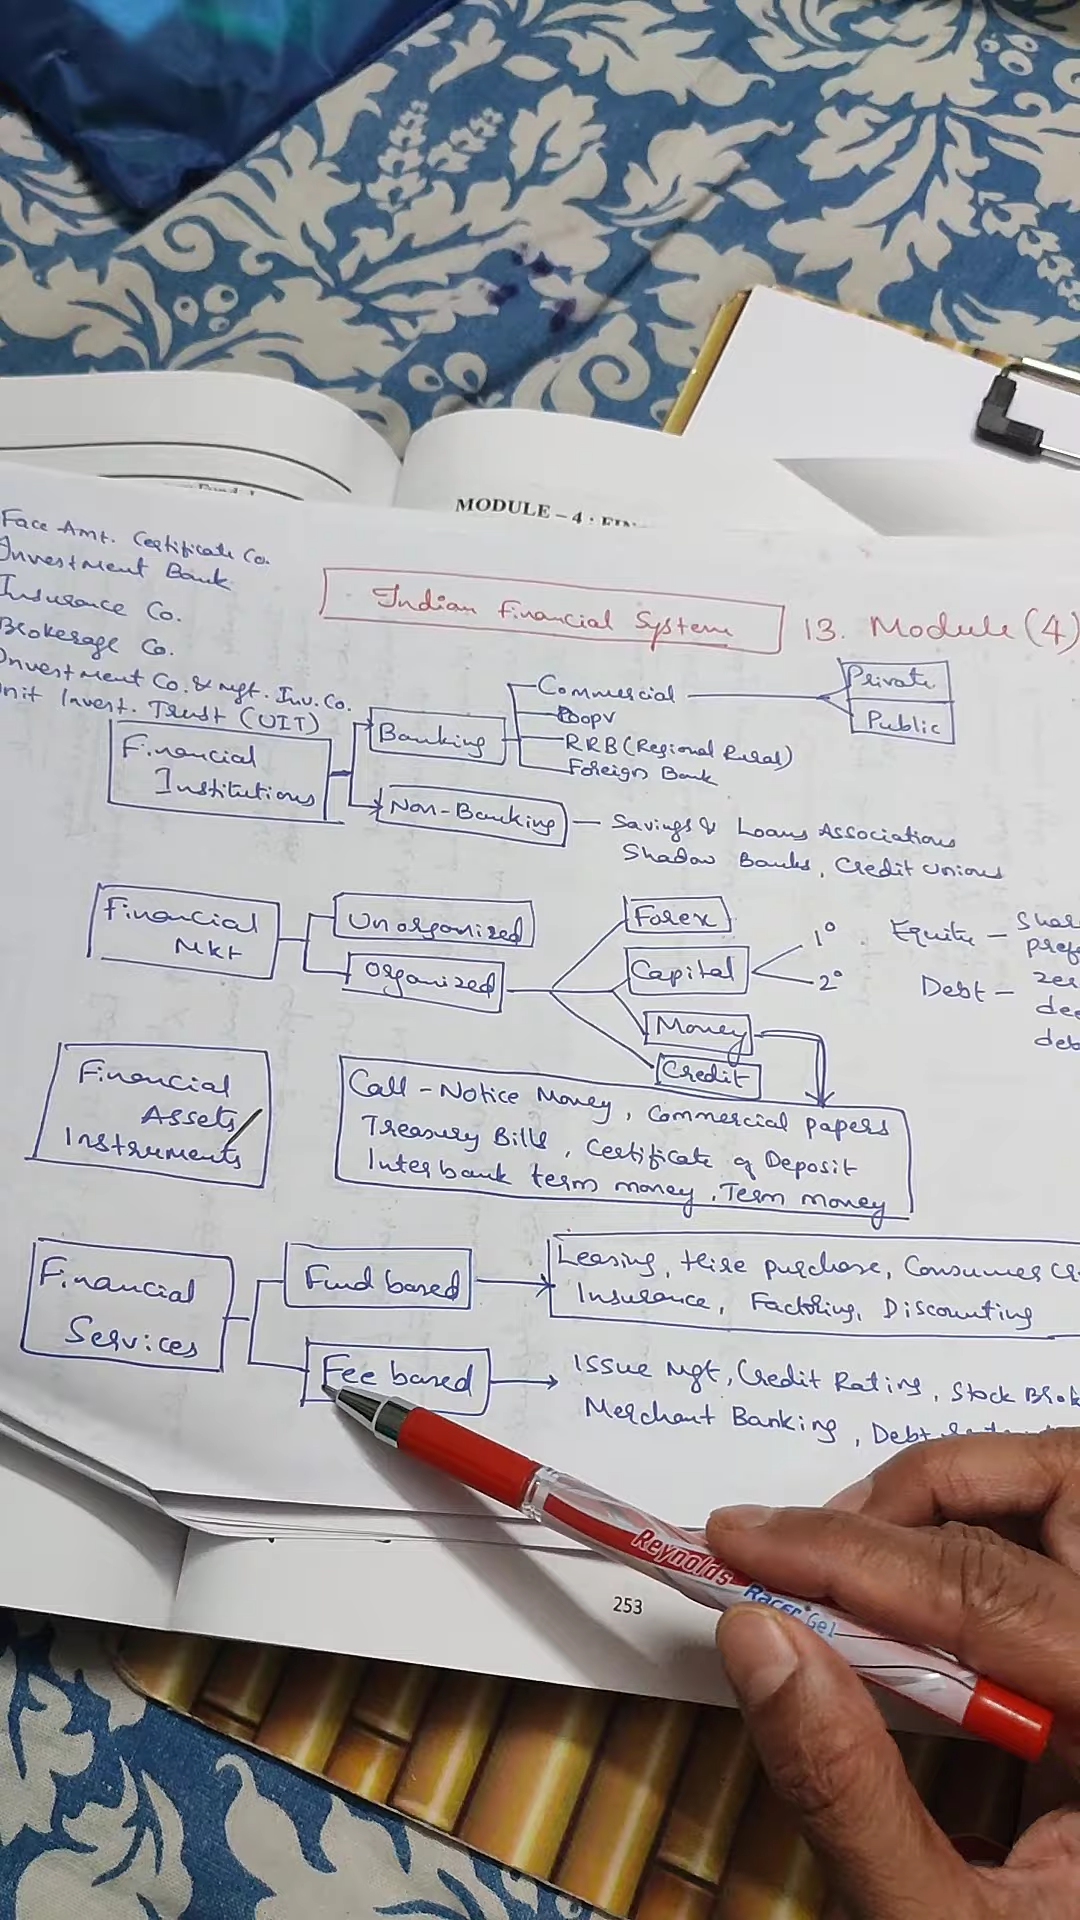 MODULE – 4 : FIN
Face Amt. Certificate Co.
Investment Bank
Insurance Co.
Brokerage Co.
Investment Co. & Mgt. Inv. Co.
Unit Invest. Trust (UIT)
Indian Financial System
13. Module (4)
Financial
Institutions
Banking
Commercial
Private
Public
Coopv
RRB (Regional Rural)
Foreign Bank
Non-Banking
Savings & Loans Associations
Shadow Banks, Credit Unions
Financial
Mkt
Unorganized
Organized
Forex
Capital
1°
2°
Equity –
Debt –
Money
Credit
Financial
Assets
Instruments
Call – Notice Money, Commercial papers
Treasury Bills, Certificate of Deposit
Interbank term money, Term money
Financial
Services
Fund based
Leasing, Hire purchase, Consumer Cr
Insurance, Factoring, Discounting
Fee based
Issue Mgt, Credit Rating, Stock Brok
Merchant Banking, Debt
253
Reynolds
Racer Gel